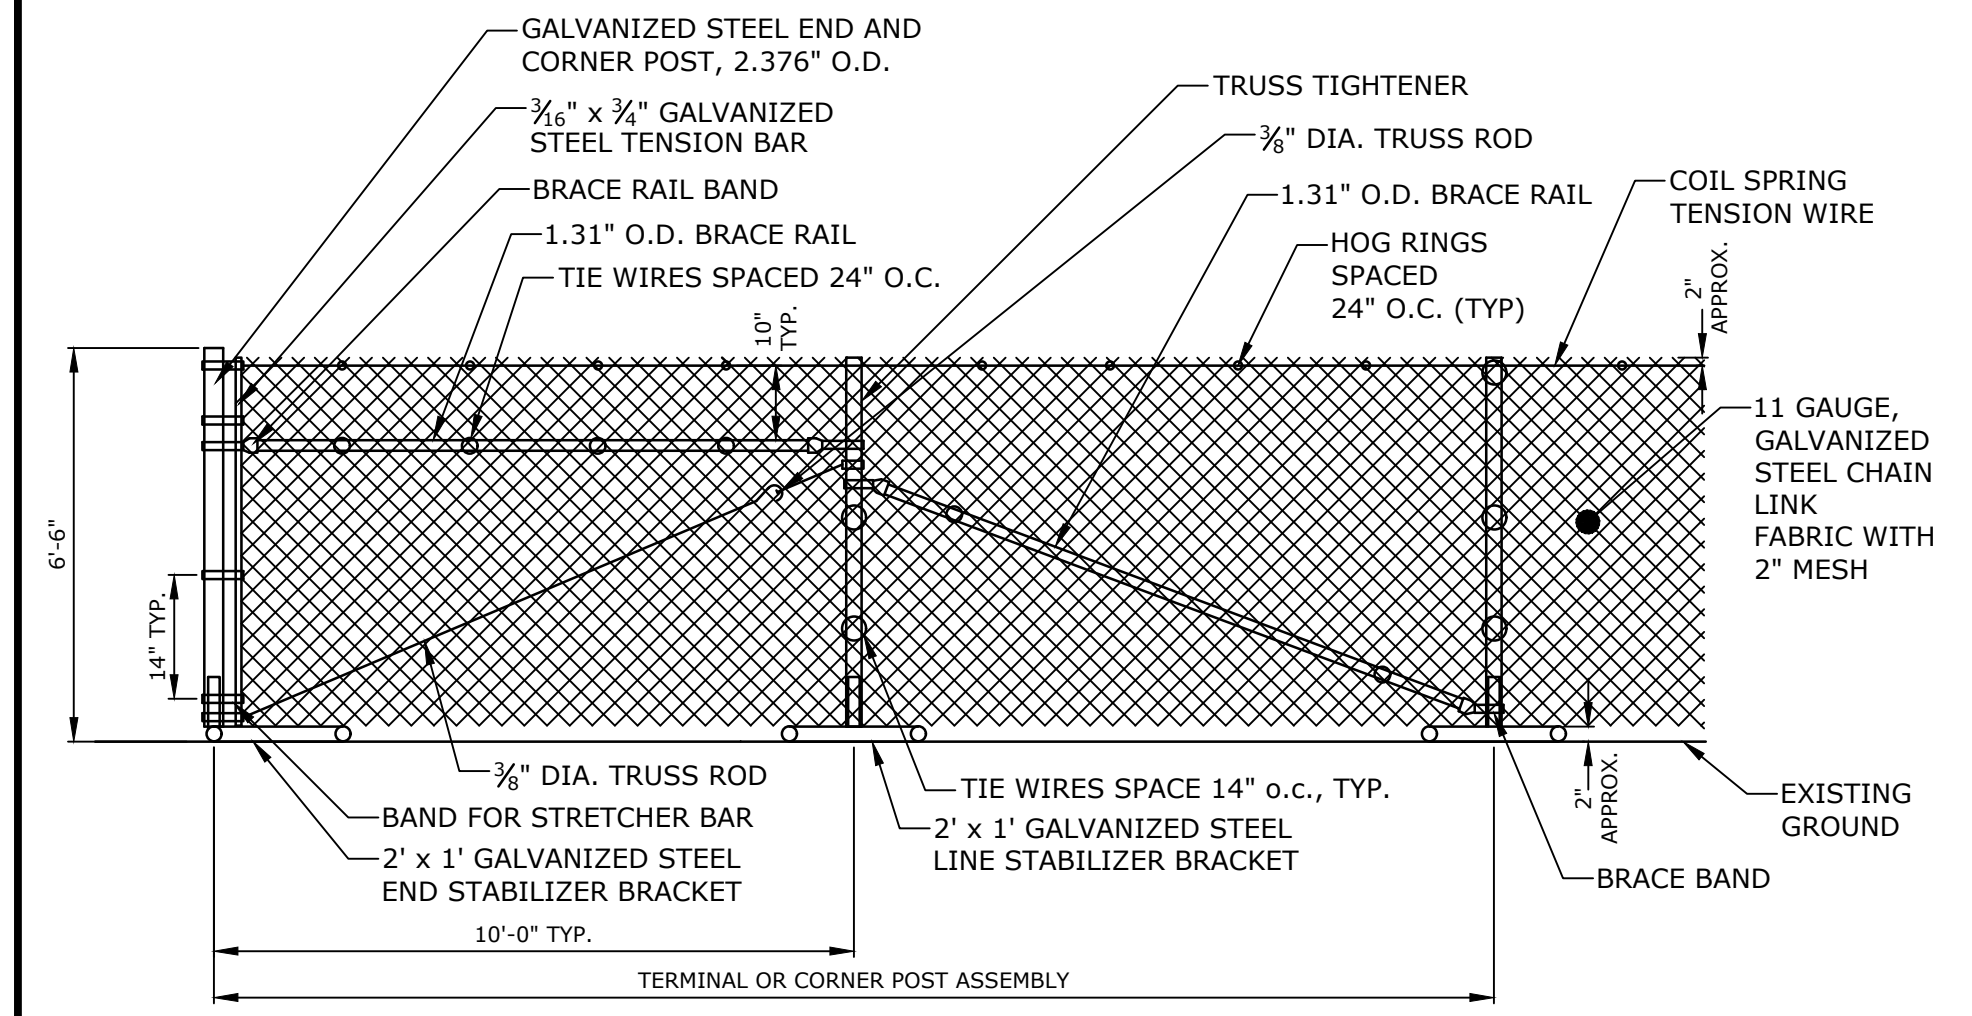 GALVANIZED STEEL END AND
CORNER POST, 2.376" O.D.
3⁄16" x 3⁄4" GALVANIZED
STEEL TENSION BAR
BRACE RAIL BAND
1.31" O.D. BRACE RAIL
TIE WIRES SPACED 24" O.C.
10"
TYP.
TRUSS TIGHTENER
3⁄8" DIA. TRUSS ROD
1.31" O.D. BRACE RAIL
HOG RINGS
SPACED
24" O.C. (TYP)
COIL SPRING
TENSION WIRE
2"
APPROX.
11 GAUGE,
GALVANIZED
STEEL CHAIN
LINK
FABRIC WITH
2" MESH
6'-6"
14" TYP.
3⁄8" DIA. TRUSS ROD
BAND FOR STRETCHER BAR
2' x 1' GALVANIZED STEEL
END STABILIZER BRACKET
TIE WIRES SPACE 14" o.c., TYP.
2' x 1' GALVANIZED STEEL
LINE STABILIZER BRACKET
2"
APPROX.
EXISTING
GROUND
BRACE BAND
10'-0" TYP.
TERMINAL OR CORNER POST ASSEMBLY